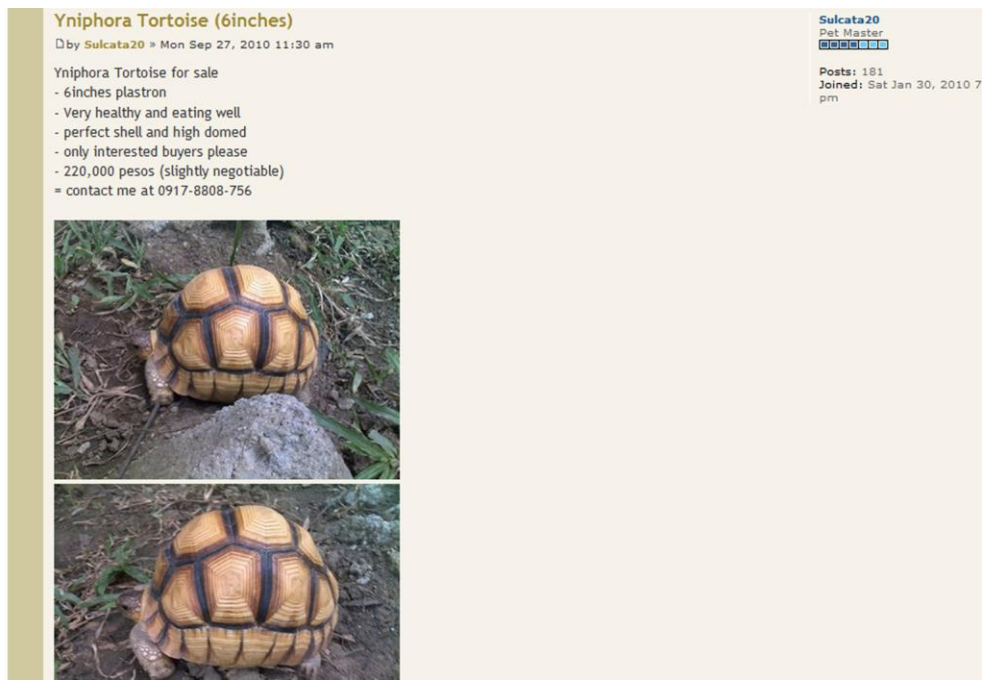 Yniphora Tortoise (6inches)
by Sulcata20 » Mon Sep 27, 2010 11:30 am
Yniphora Tortoise for sale
- 6inches plastron
- Very healthy and eating well
- perfect shell and high domed
- only interested buyers please
- 220,000 pesos (slightly negotiable)
= contact me at 0917-8808-756
Sulcata20
Pet Master
Posts: 181
Joined: Sat Jan 30, 2010 7
pm